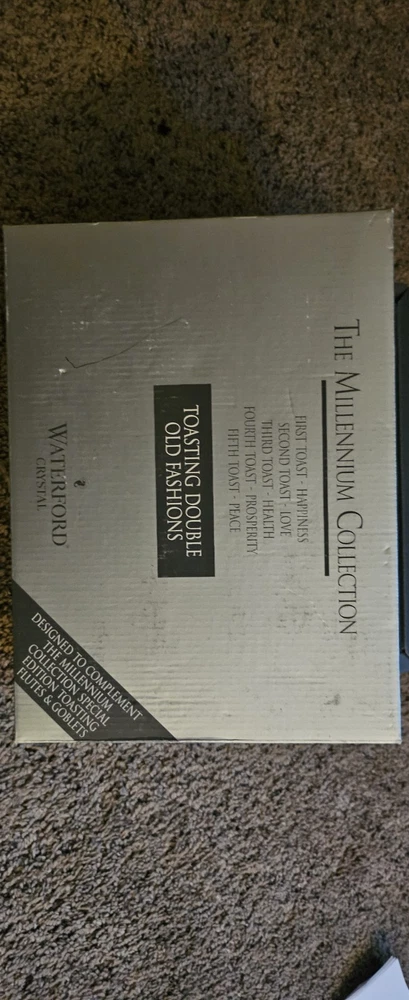 THE MILLENNIUM COLLECTION
FIRST TOAST - HAPPINESS
SECOND TOAST - LOVE
THIRD TOAST - HEALTH
FOURTH TOAST - PROSPERITY
FIFTH TOAST - PEACE
TOASTING DOUBLE
OLD FASHIONS
WATERFORD
CRYSTAL
DESIGNED TO COMPLEMENT
THE MILLENNIUM
COLLECTION SPECIAL
EDITION TOASTING
FLUTES & GOBLETS